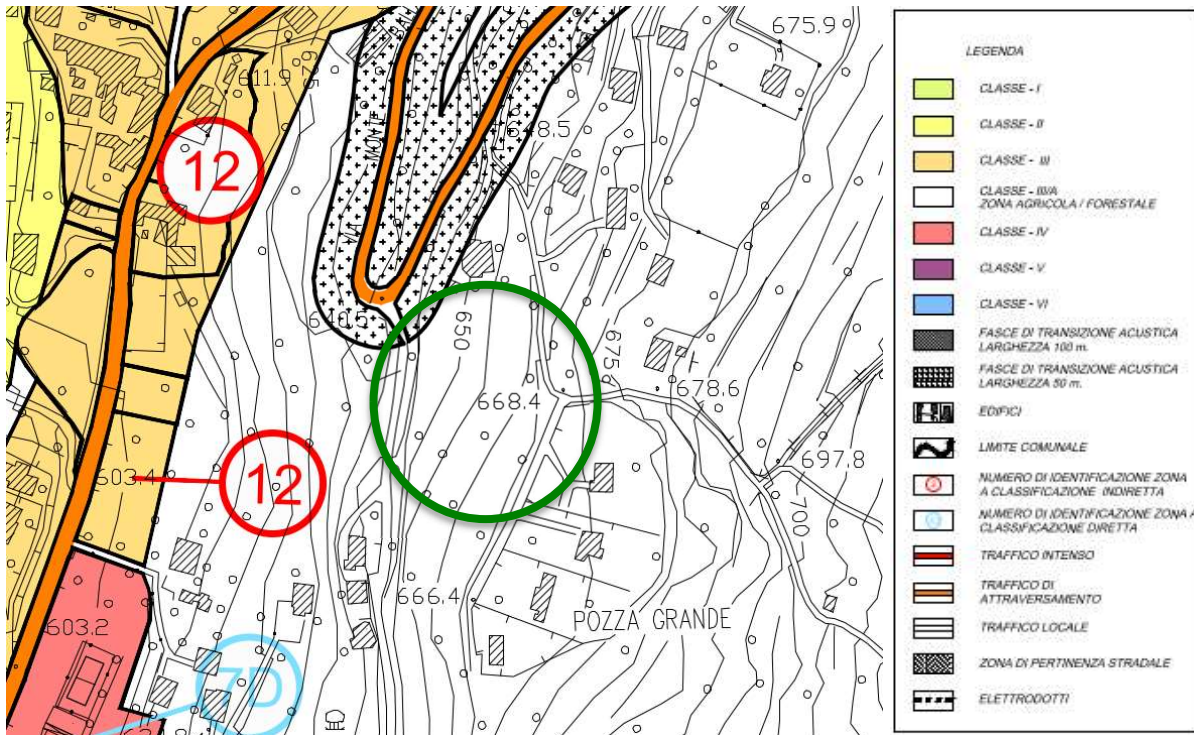 675.9
611.9
648.5
12
VIA
MONTE
650
675
668.4
678.6
697.8
603.4
12
700
666.4
603.2
POZZA GRANDE
7D
LEGENDA
CLASSE - I
CLASSE - II
CLASSE - III
CLASSE - III/A
ZONA AGRICOLA / FORESTALE
CLASSE - IV
CLASSE - V
CLASSE - VI
FASCE DI TRANSIZIONE ACUSTICA
LARGHEZZA 100 m.
FASCE DI TRANSIZIONE ACUSTICA
LARGHEZZA 50 m.
EDIFICI
LIMITE COMUNALE
NUMERO DI IDENTIFICAZIONE ZONA
A CLASSIFICAZIONE INDIRETTA
NUMERO DI IDENTIFICAZIONE ZONA A
CLASSIFICAZIONE DIRETTA
TRAFFICO INTENSO
TRAFFICO DI
ATTRAVERSAMENTO
TRAFFICO LOCALE
ZONA DI PERTINENZA STRADALE
ELETTRODOTTI